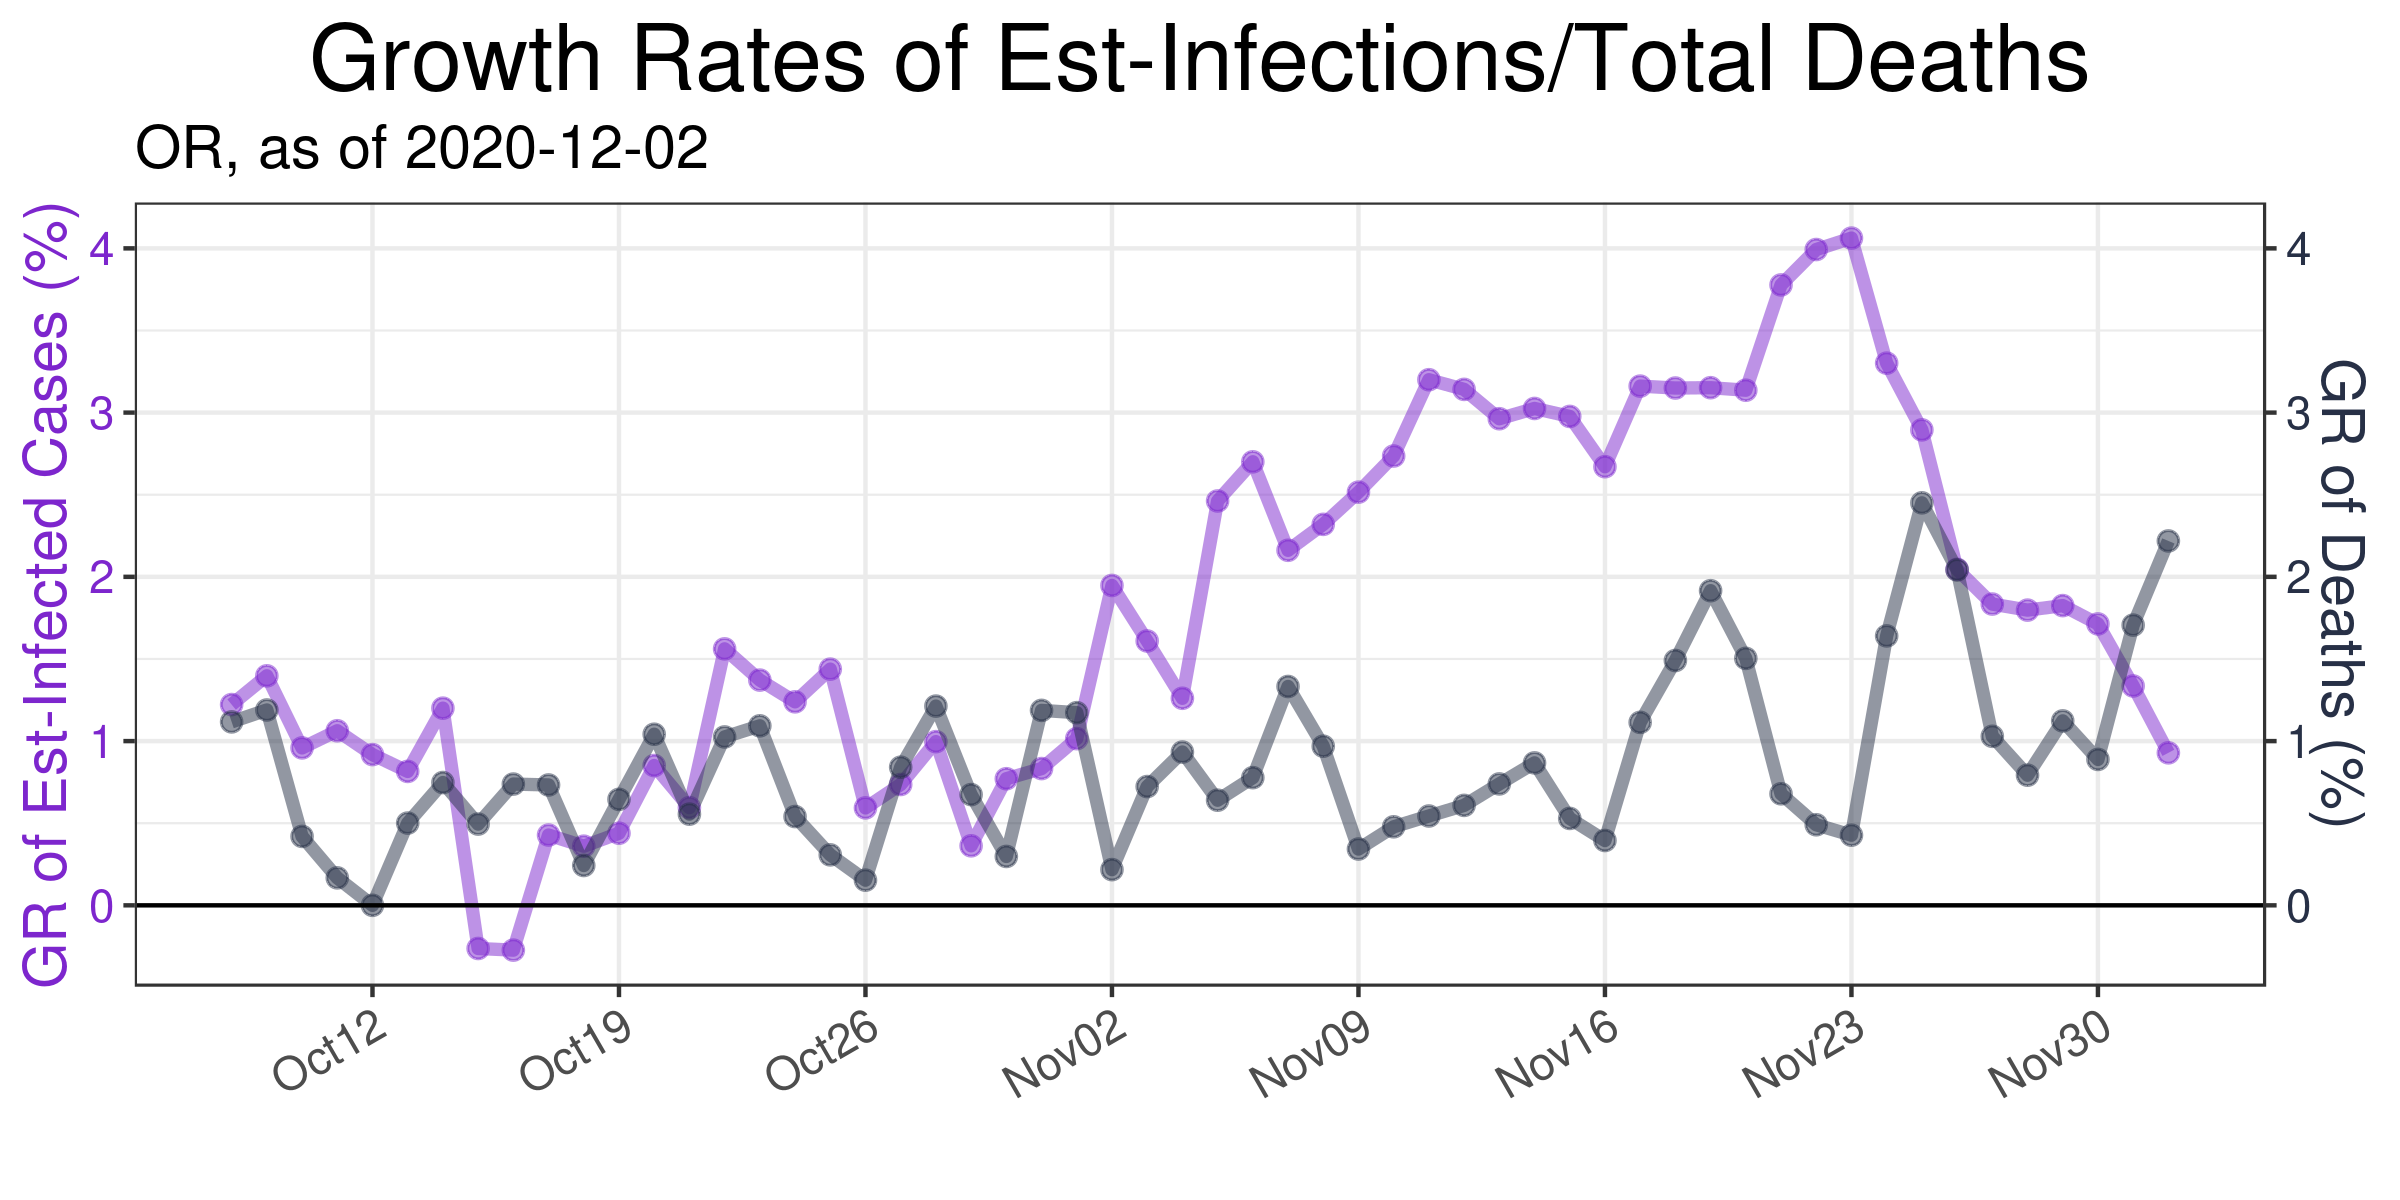 Growth Rates of Est-Infections/Total Deaths
OR, as of 2020-12-02
GR of Est-Infected Cases (%)
4
3
2
1
0
4
3
2
1
0
GR of Deaths (%)
Oct12
Oct19
Oct26
Nov02
Nov09
Nov16
Nov23
Nov30